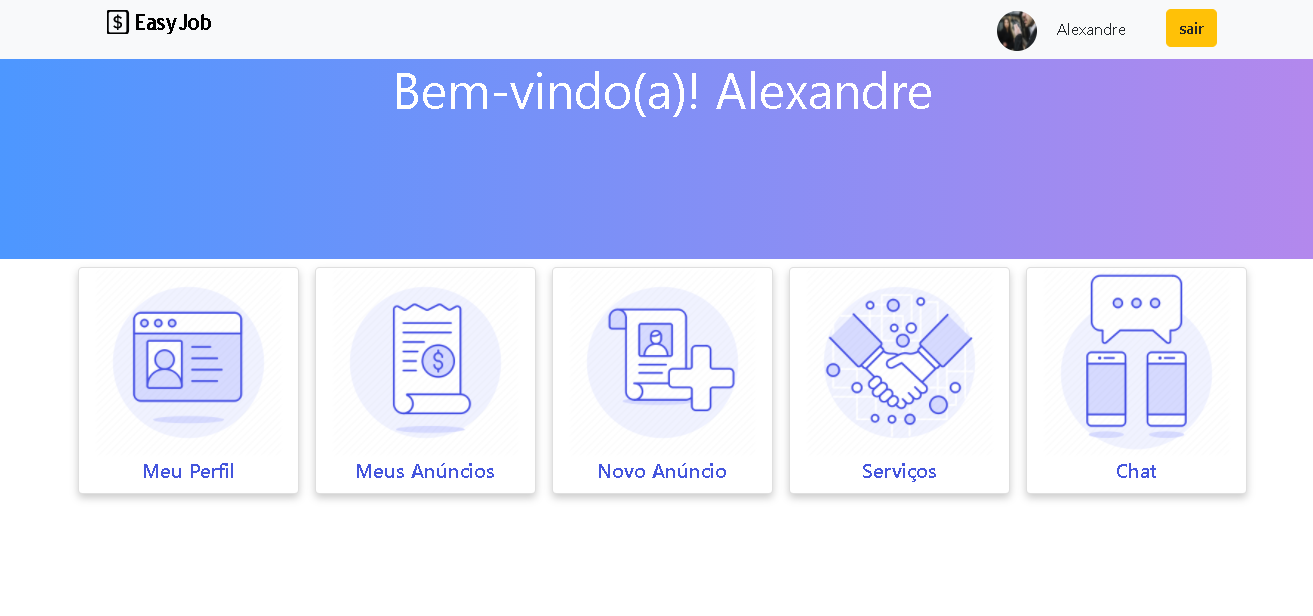 $ EasyJob
Alexandre
sair
Bem-vindo(a)! Alexandre
$
Meu Perfil
Meus Anúncios
Novo Anúncio
Serviços
Chat